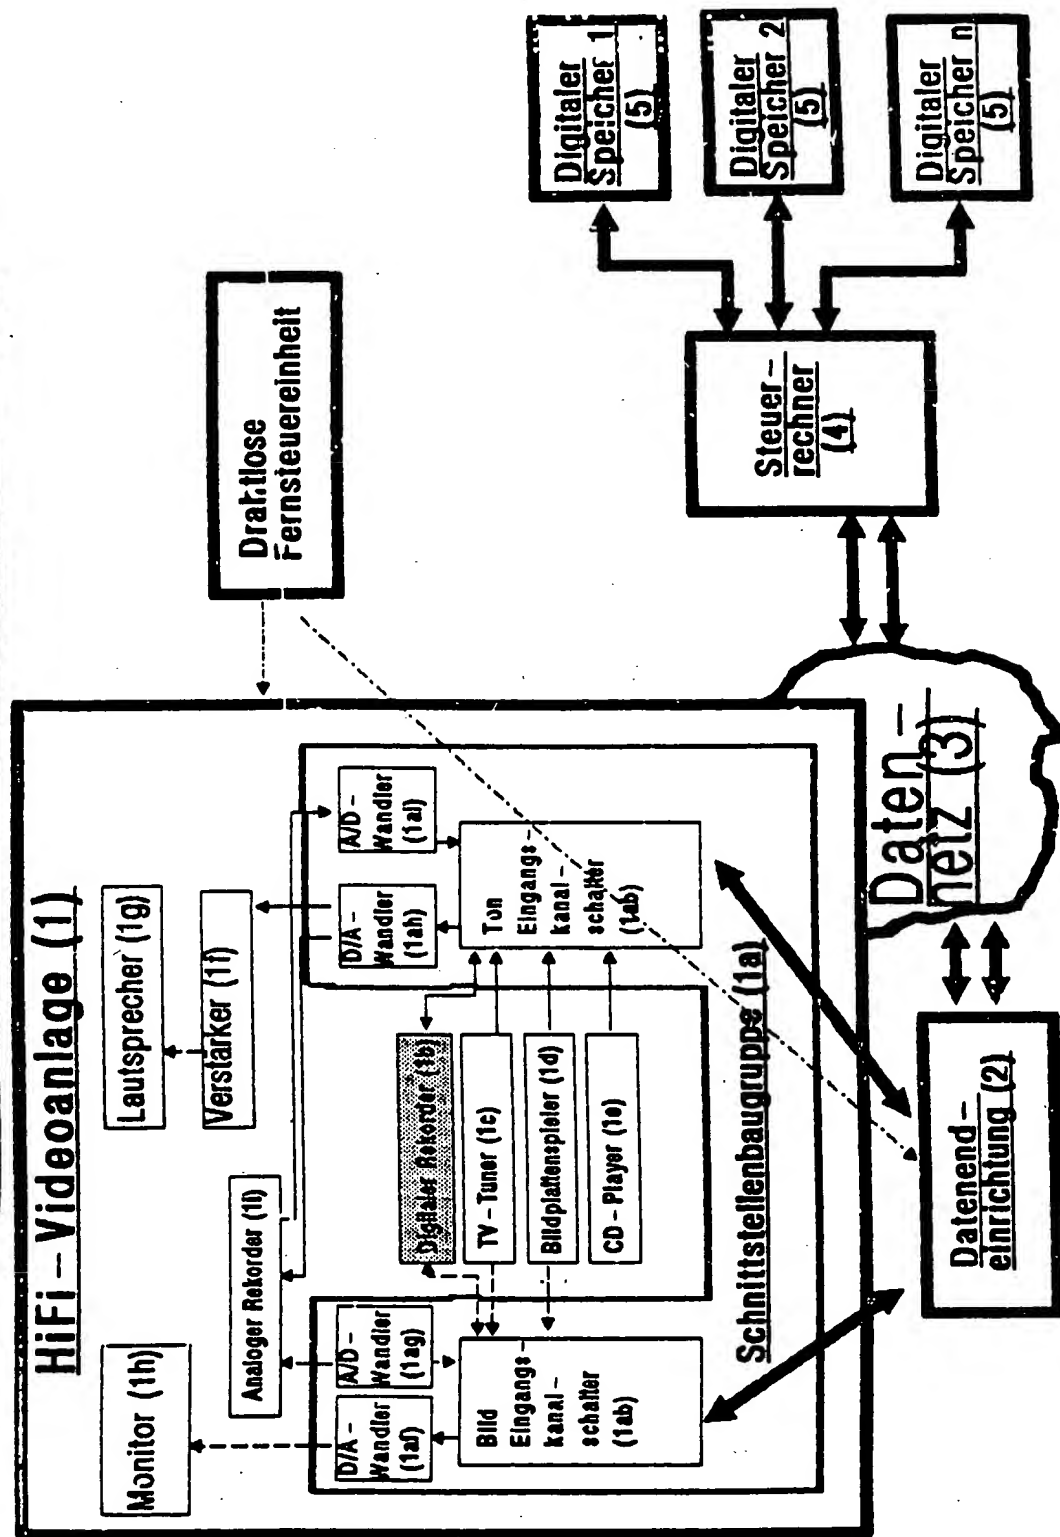 HiFi-Videoanlage (1)
Monitor (1h)
Lautsprecher (1g)
Verstärker (1f)
Analoger Rekorder (1i)
D/A-
Wandler
(1af)
A/D-
Wandler
(1ag)
D/A-
Wandler
(1ah)
A/D-
Wandler
(1ai)
Bild
Eingangs-
kanal-
schalter
(1ab)
Digitaler Rekorder (1b)
TV-Tuner (1c)
Bildplattenspieler (1d)
CD-Player (1e)
Ton
Eingangs-
kanal-
schalter
(1ab)
Schnittstellenbaugruppe (1a)
Drahtlose
Fernsteuereinheit
Datenend-
einrichtung (2)
Daten-
netz (3)
Steuer-
rechner
(4)
Digitaler
Speicher 1
(5)
Digitaler
Speicher 2
(5)
Digitaler
Speicher n
(5)